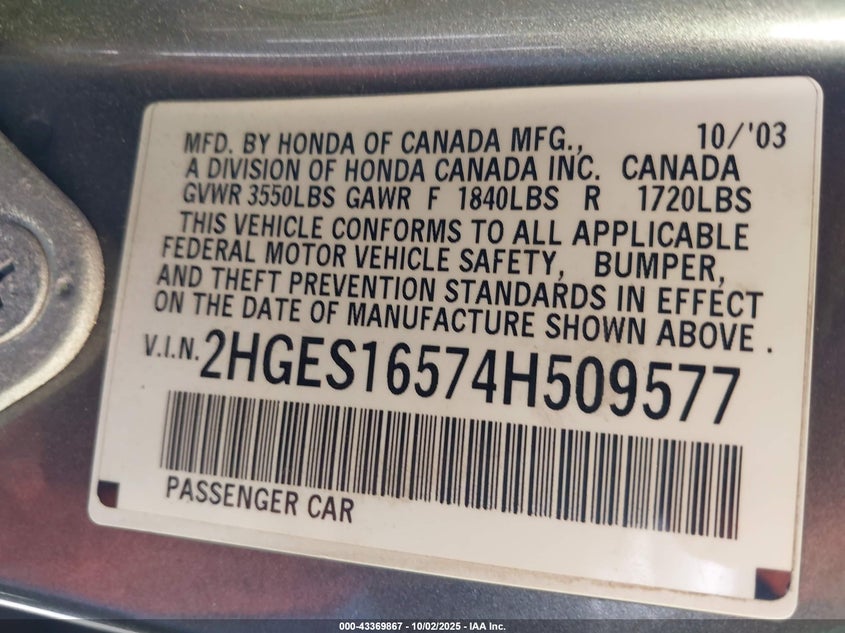 MFD. BY HONDA OF CANADA MFG., 10/'03
A DIVISION OF HONDA CANADA INC. CANADA
GVWR 3550LBS GAWR F 1840LBS R 1720LBS
THIS VEHICLE CONFORMS TO ALL APPLICABLE
FEDERAL MOTOR VEHICLE SAFETY, BUMPER,
AND THEFT PREVENTION STANDARDS IN EFFECT
ON THE DATE OF MANUFACTURE SHOWN ABOVE.
V.I.N. 2HGES16574H509577
PASSENGER CAR
000-43369867 - 10/02/2025 - IAA Inc.